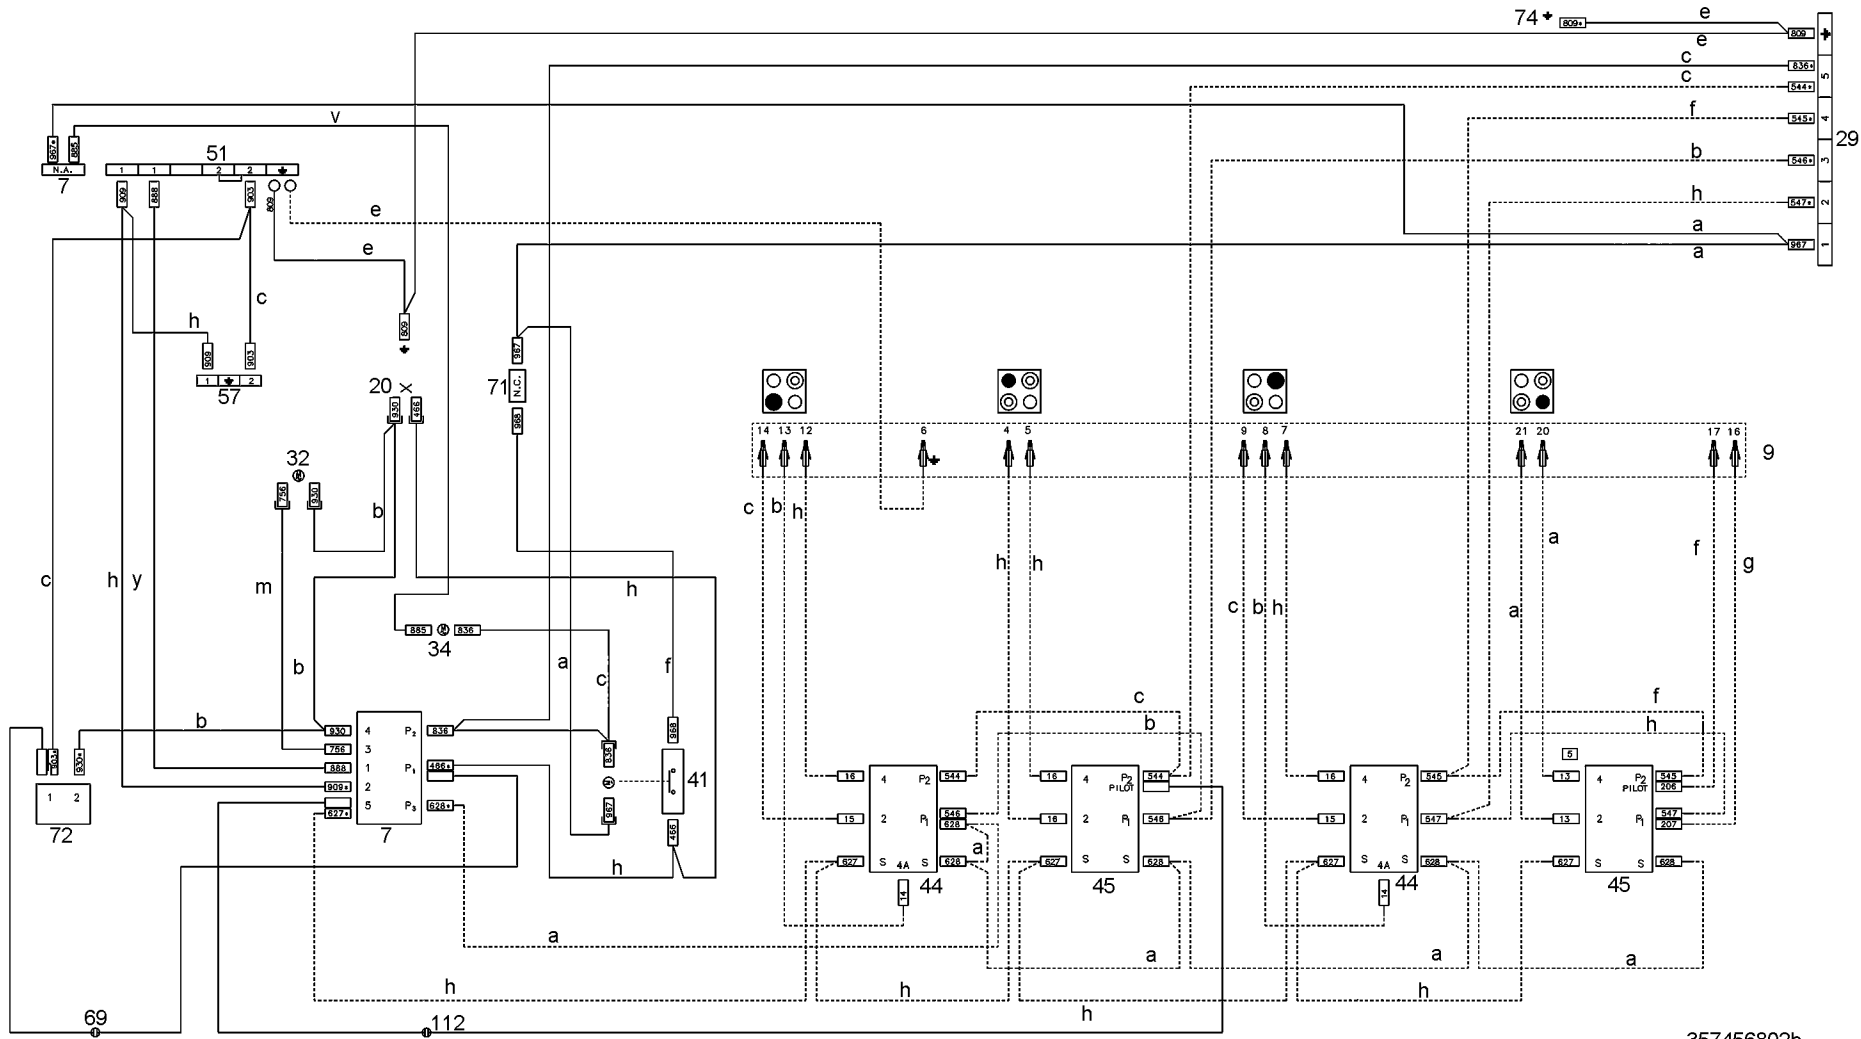 74 809* e
809 e
836* 5 c
544* c
545* 4 f
29
546* 3 b
547* 2 h
a
967 1 a
v
967* 885
N.A.
7
51
1 1 2 2
909 888 903 809
e
e
c
h
909 903
1 2
57
809
20 X
930 466
967
71 N.C.
968
32
756 930
b
14 13 12 6 4 5 9 8 7 21 20 17 16
9
c b h
h h
c b h
a
a
f g
c h y m
b
h
885 836
34
a c f
b
930 4 P2 836
756 3
888 1 P1 466*
909* 2
5 P3 628*
627*
7
903* 930*
1 2
72
836
967
968
41
466
h
c
b
f
h
16 4 P2 544
546
15 2 P1 628
a
627 S S 628
4A
14
44
16 4 P2 544
PILOT
16 2 P1 546
627 S S 628
45
16 4 P2 545
15 2 P1 547
627 S S 628
4A
14
44
5
13 4 P2 545
PILOT 206
547
13 2 P1 207
627 S S 628
45
a
a
a
a
h
h
h
h
69
112
357456802h